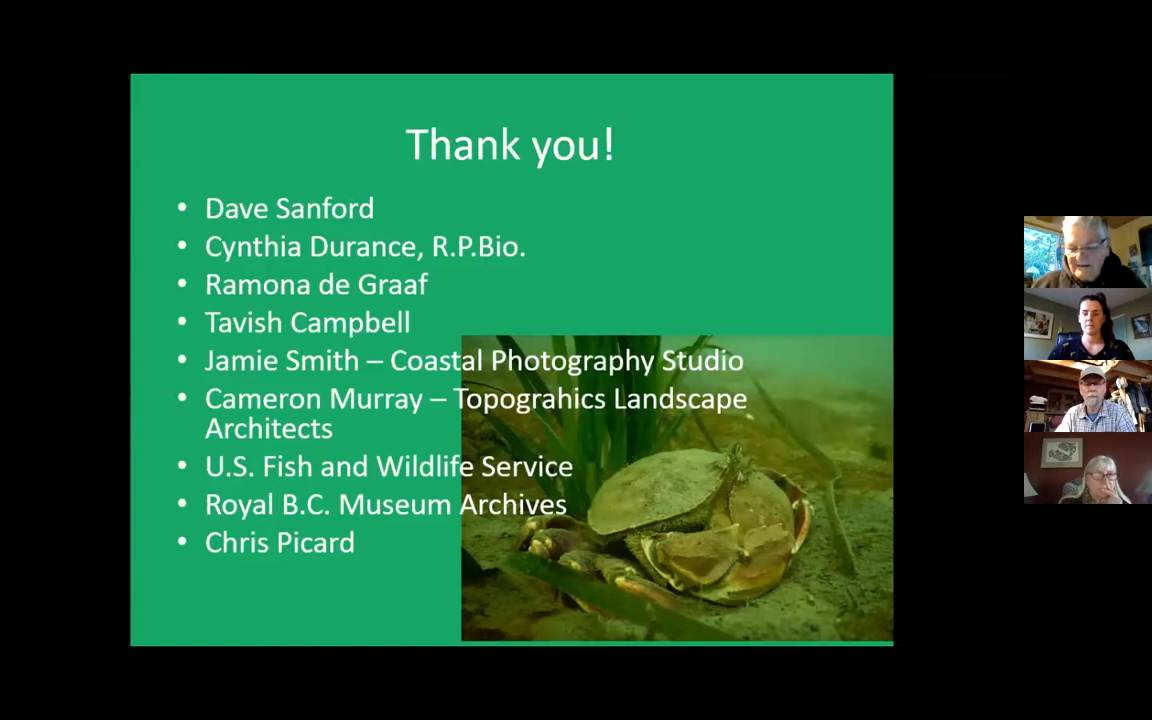 Thank you!
• Dave Sanford
• Cynthia Durance, R.P.Bio.
• Ramona de Graaf
• Tavish Campbell
• Jamie Smith – Coastal Photography Studio
• Cameron Murray – Topograhics Landscape
Architects
• U.S. Fish and Wildlife Service
• Royal B.C. Museum Archives
• Chris Picard